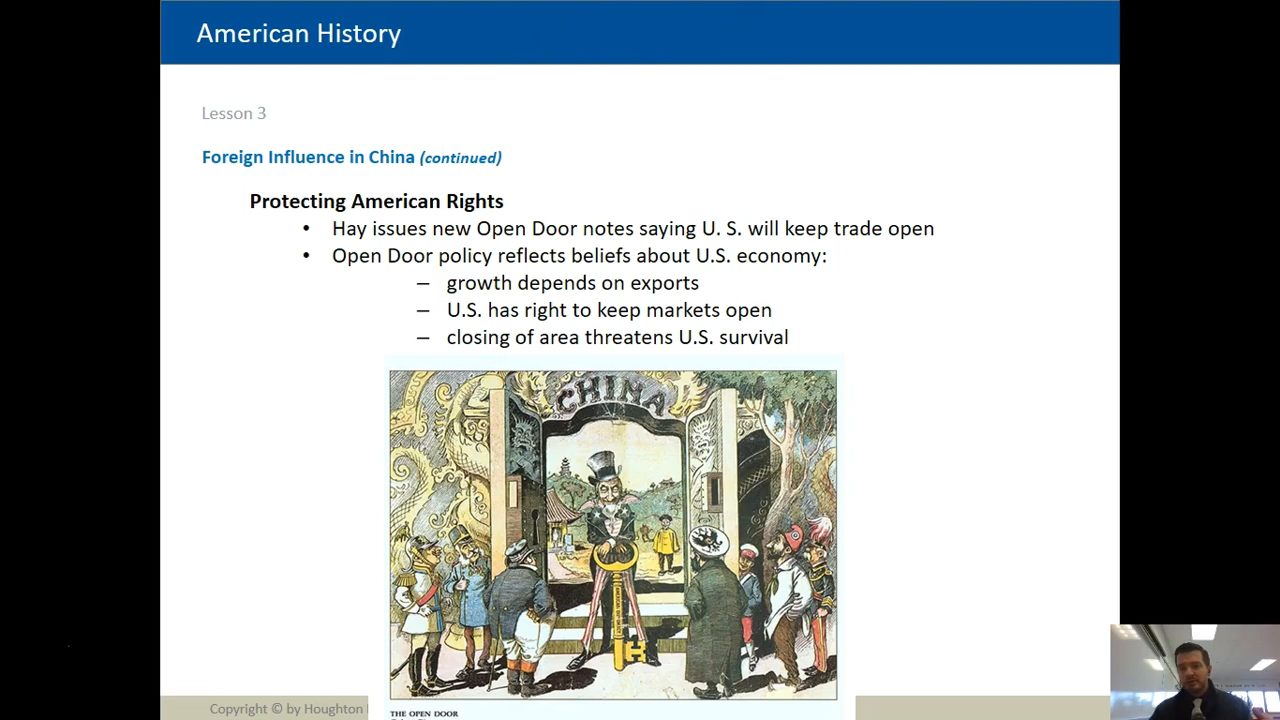 American History
Lesson 3
Foreign Influence in China (continued)
Protecting American Rights
• Hay issues new Open Door notes saying U. S. will keep trade open
• Open Door policy reflects beliefs about U.S. economy:
– growth depends on exports
– U.S. has right to keep markets open
– closing of area threatens U.S. survival
CHINA
AMERICAN DIPLOMACY
THE OPEN DOOR
Copyright © by Houghton